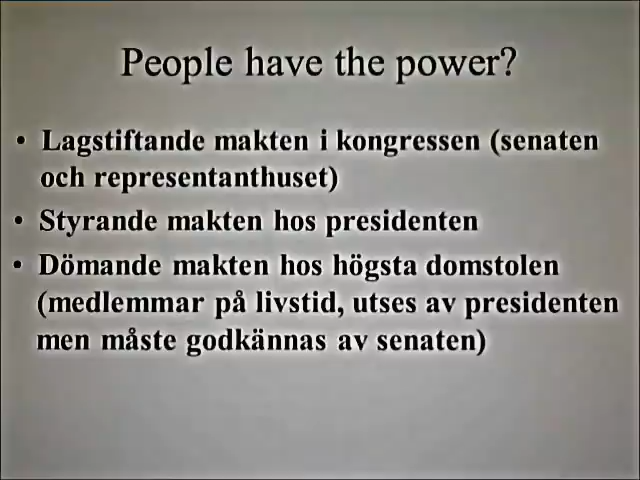 People have the power?
• Lagstiftande makten i kongressen (senaten
och representanthuset)
• Styrande makten hos presidenten
• Dömande makten hos högsta domstolen
(medlemmar på livstid, utses av presidenten
men måste godkännas av senaten)